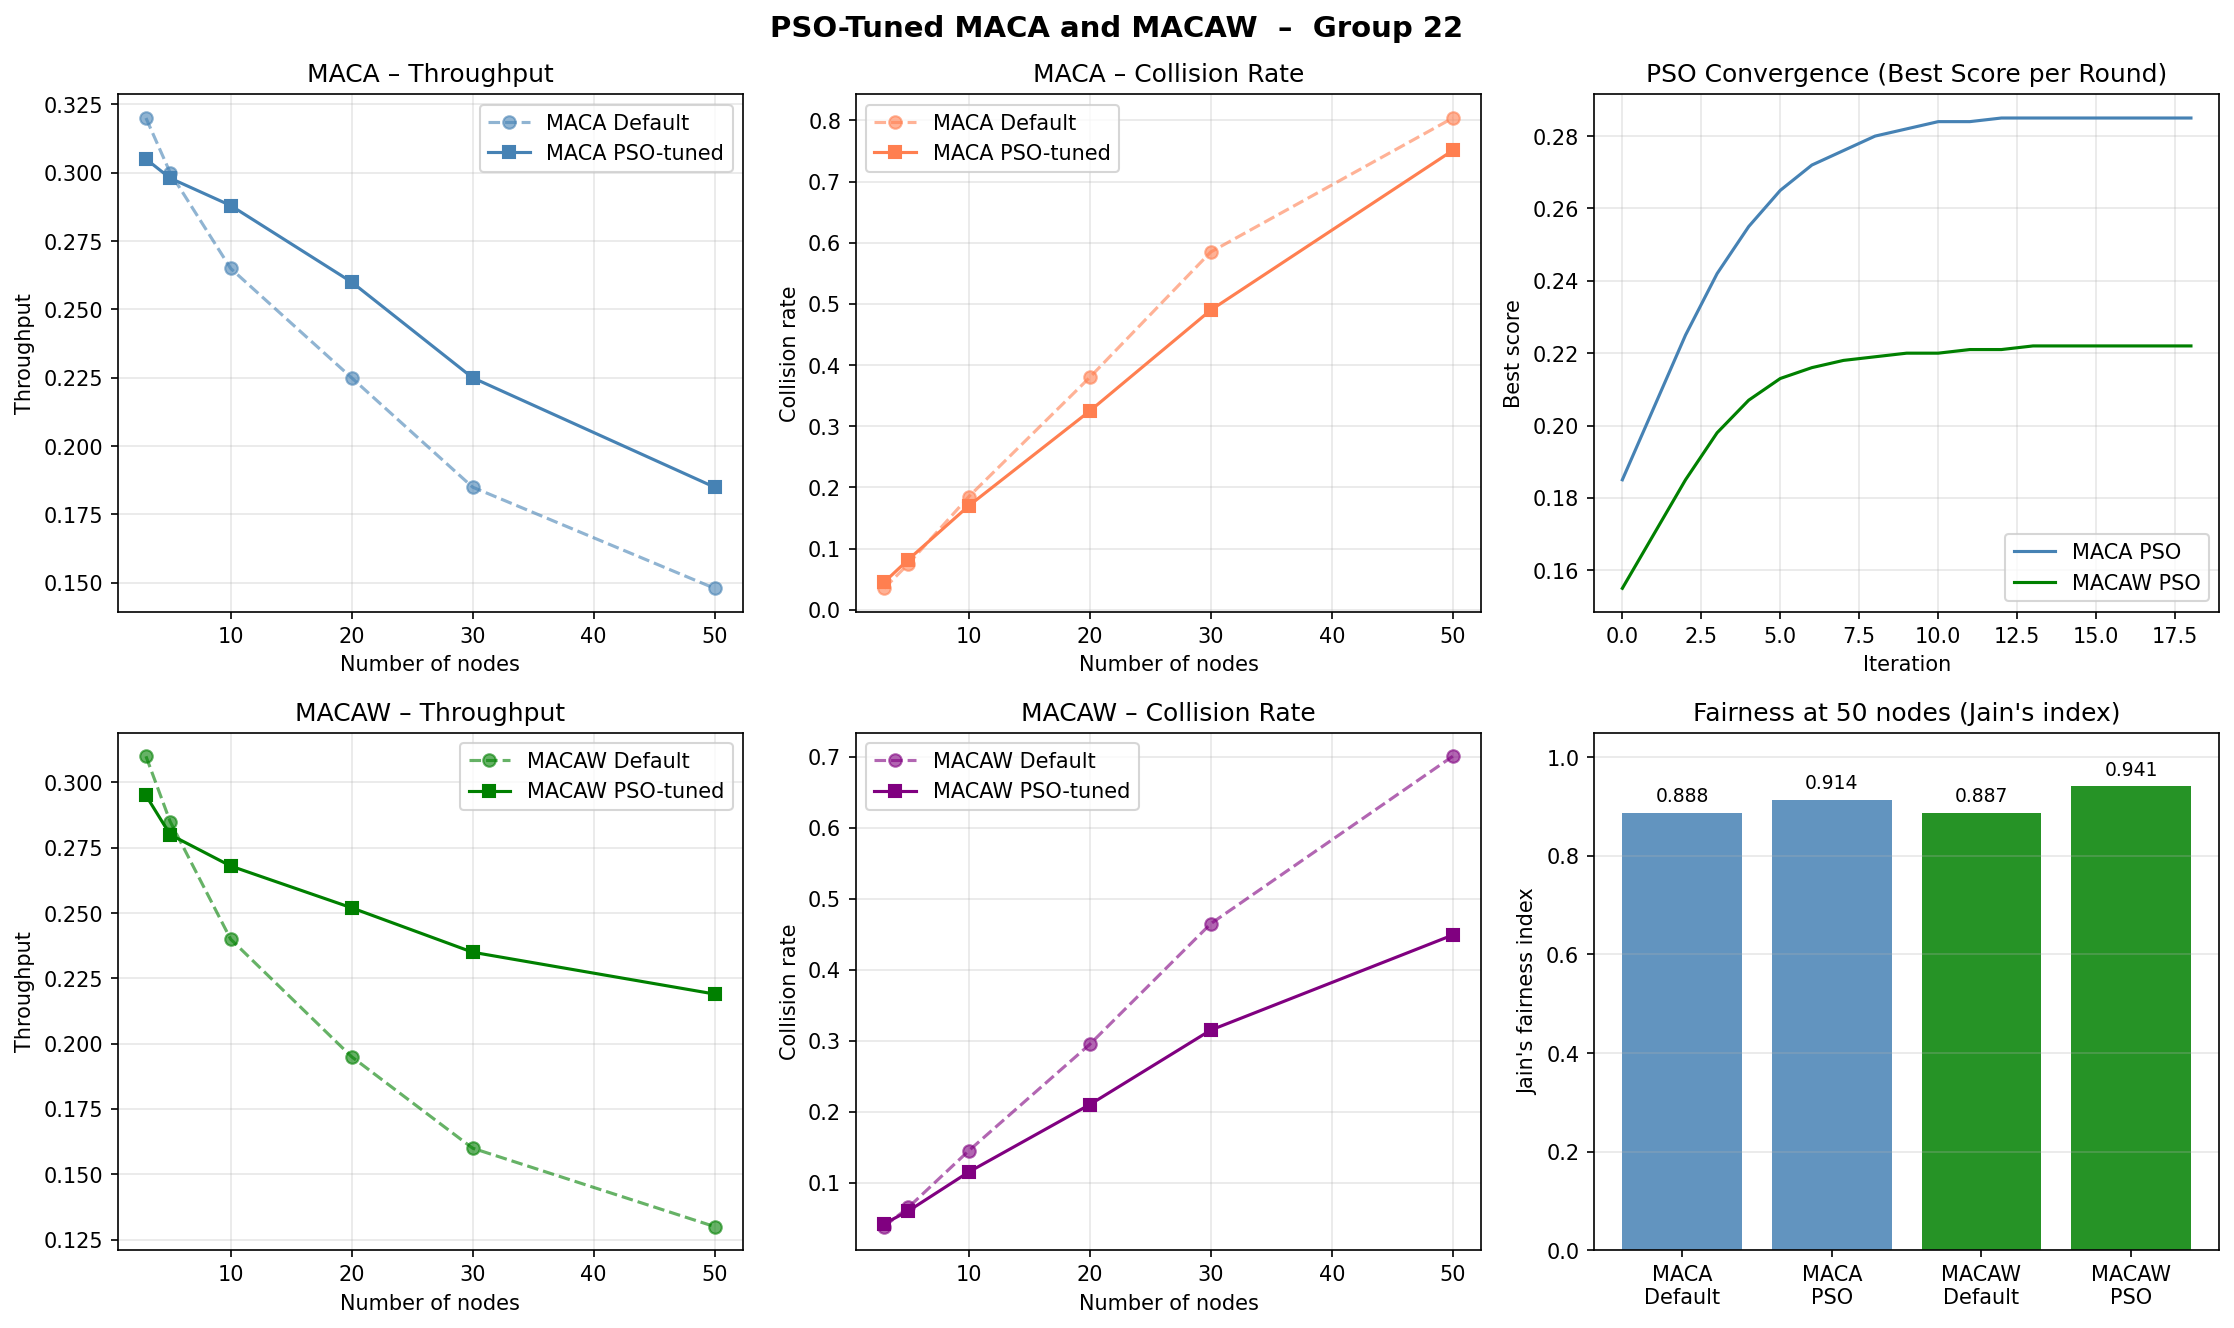 PSO-Tuned MACA and MACAW – Group 22
MACA – Throughput
0.325
0.300
0.275
0.250
0.225
0.200
0.175
0.150
Throughput
MACA Default
MACA PSO-tuned
10 20 30 40 50
Number of nodes
MACA – Collision Rate
0.8
0.7
0.6
0.5
0.4
0.3
0.2
0.1
0.0
Collision rate
MACA Default
MACA PSO-tuned
10 20 30 40 50
Number of nodes
PSO Convergence (Best Score per Round)
0.28
0.26
0.24
0.22
0.20
0.18
0.16
Best score
MACA PSO
MACAW PSO
0.0 2.5 5.0 7.5 10.0 12.5 15.0 17.5
Iteration
MACAW – Throughput
0.300
0.275
0.250
0.225
0.200
0.175
0.150
0.125
Throughput
MACAW Default
MACAW PSO-tuned
10 20 30 40 50
Number of nodes
MACAW – Collision Rate
0.7
0.6
0.5
0.4
0.3
0.2
0.1
Collision rate
MACAW Default
MACAW PSO-tuned
10 20 30 40 50
Number of nodes
Fairness at 50 nodes (Jain's index)
1.0
0.8
0.6
0.4
0.2
0.0
Jain's fairness index
0.888 0.914 0.887 0.941
MACA MACA MACAW MACAW
Default PSO Default PSO